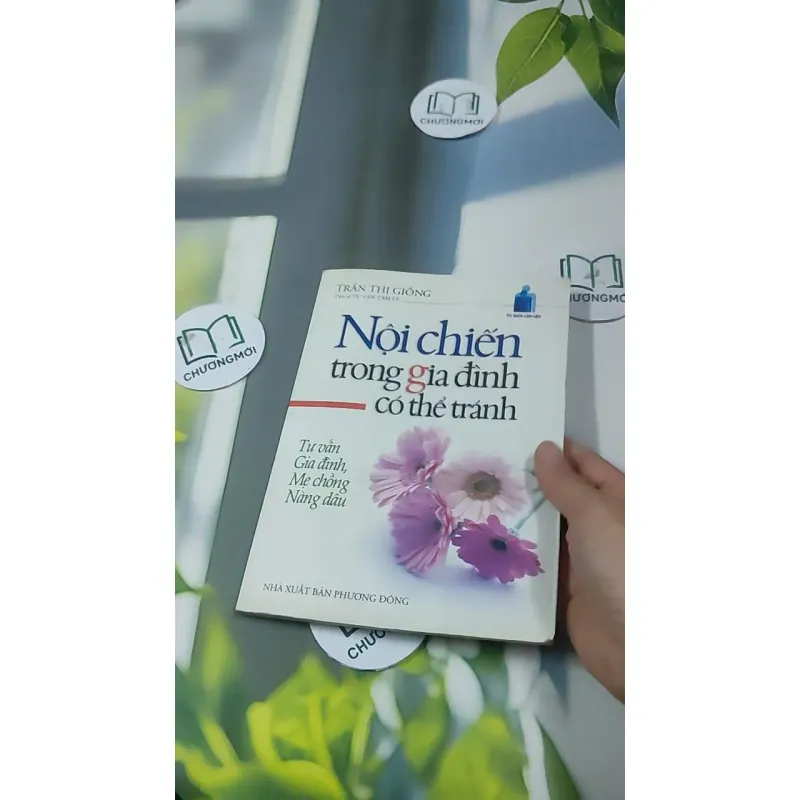 CHƯƠNGMỚI
CHƯƠNGMỚI
CHƯƠNGMỚI
TRẦN THỊ GIỒNG
Nội chiến
trong gia đình
có thể tránh
Tư vấn
Gia đình,
Mẹ chồng
Nàng dâu
NHÀ XUẤT BẢN PHƯƠNG ĐÔNG